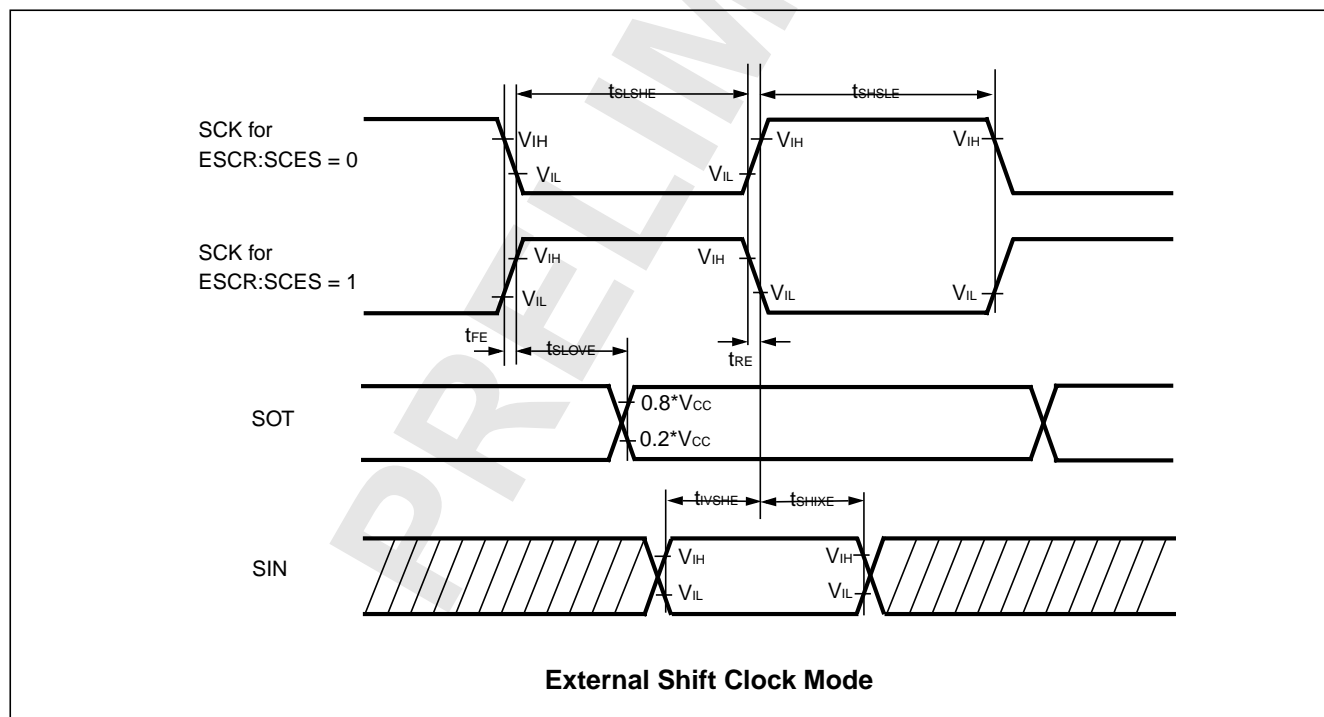 PRELIM
tSLSHE
tSHSLE
SCK for
ESCR:SCES = 0
VIH
VIL
VIL
VIH
VIH
SCK for
ESCR:SCES = 1
VIH
VIL
VIH
VIL
VIL
tFE
tSLOVE
tRE
SOT
0.8*VCC
0.2*VCC
tIVSHE
tSHIXE
SIN
VIH
VIL
VIH
VIL
External Shift Clock Mode